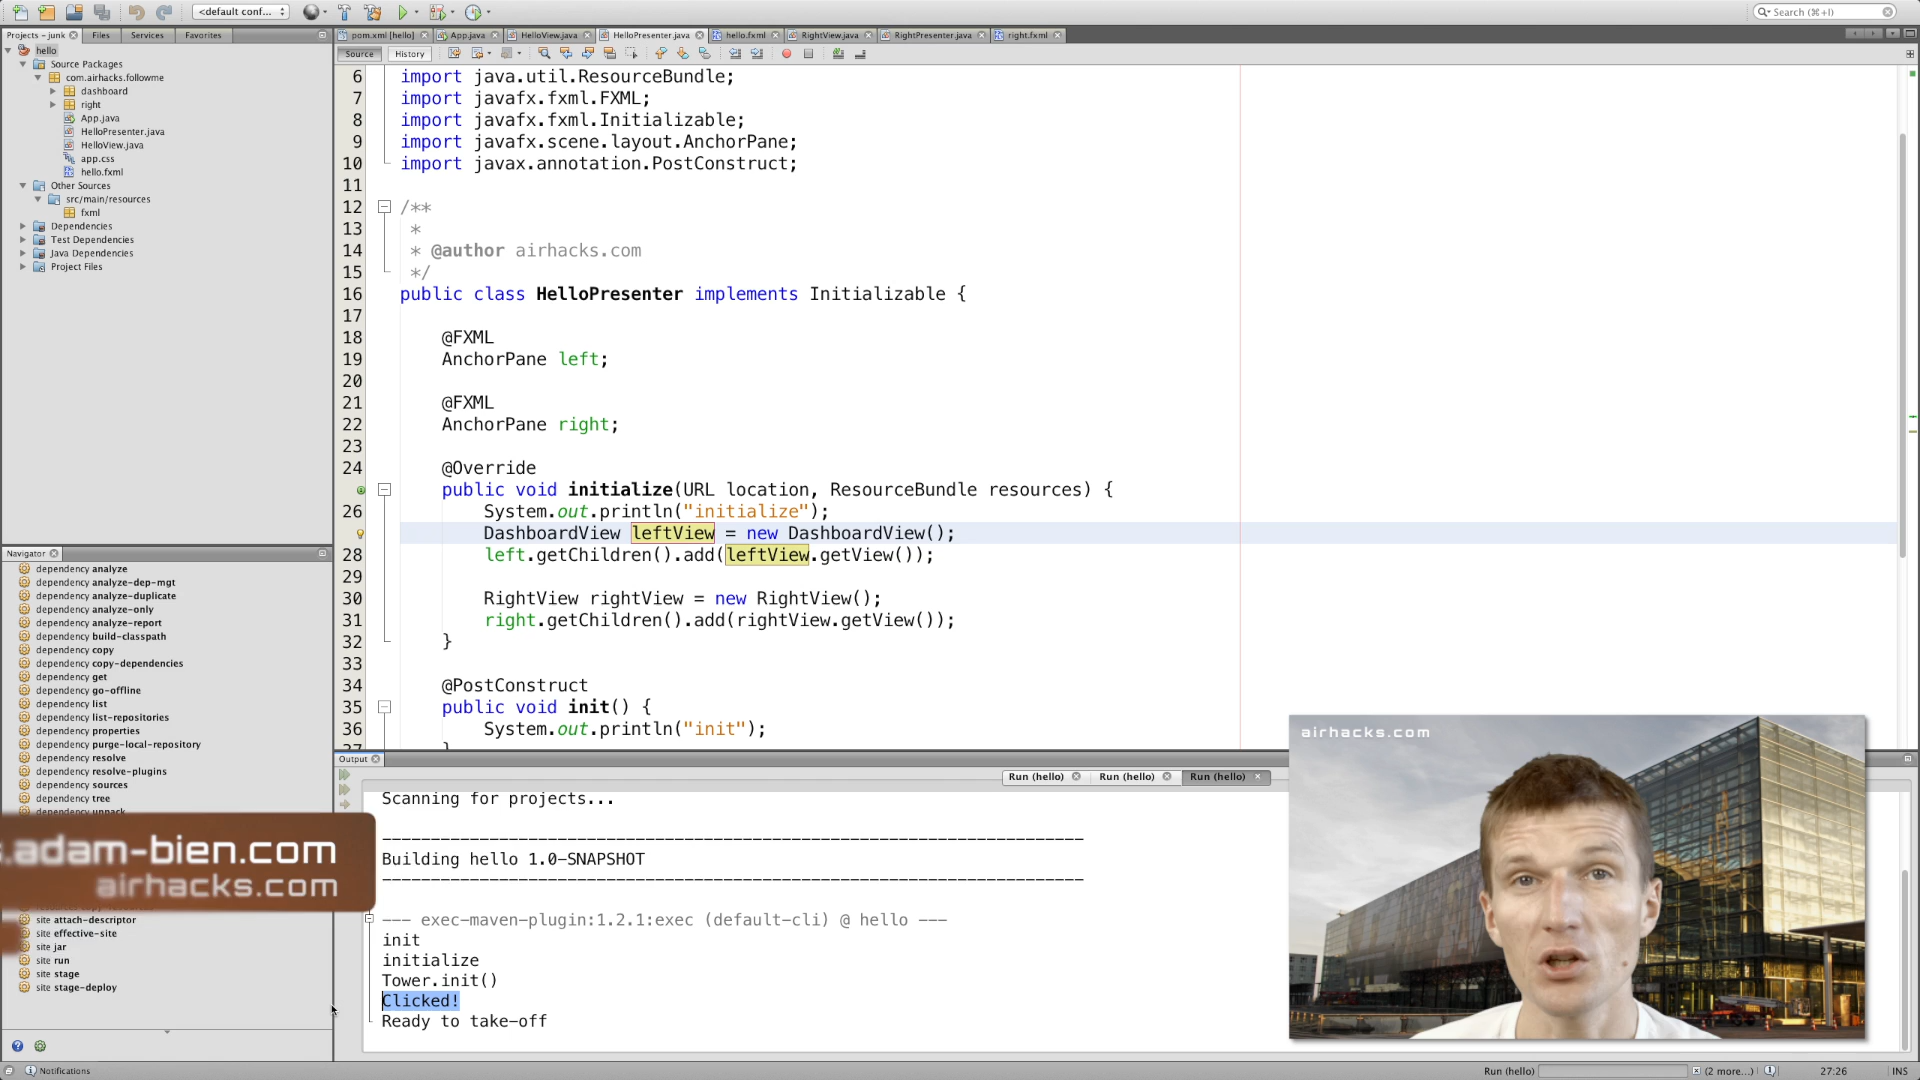 <default conf...
Search (⌘+I)
Projects – junk
Files
Services
Favorites
pom.xml [hello]
App.java
HelloView.java
HelloPresenter.java
hello.fxml
RightView.java
RightPresenter.java
right.fxml
Source
History
hello
Source Packages
com.airhacks.followme
dashboard
right
App.java
HelloPresenter.java
HelloView.java
app.css
hello.fxml
Other Sources
src/main/resources
fxml
Dependencies
Test Dependencies
Java Dependencies
Project Files
6 import java.util.ResourceBundle;
7 import javafx.fxml.FXML;
8 import javafx.fxml.Initializable;
9 import javafx.scene.layout.AnchorPane;
10 import javax.annotation.PostConstruct;
11
12 /**
13 *
14 * @author airhacks.com
15 */
16 public class HelloPresenter implements Initializable {
17
18 @FXML
19 AnchorPane left;
20
21 @FXML
22 AnchorPane right;
23
24 @Override
public void initialize(URL location, ResourceBundle resources) {
26 System.out.println("initialize");
DashboardView leftView = new DashboardView();
28 left.getChildren().add(leftView.getView());
29
30 RightView rightView = new RightView();
31 right.getChildren().add(rightView.getView());
32 }
33
34 @PostConstruct
35 public void init() {
36 System.out.println("init");
37 }
Navigator
dependency analyze
dependency analyze-dep-mgt
dependency analyze-duplicate
dependency analyze-only
dependency analyze-report
dependency build-classpath
dependency copy
dependency copy-dependencies
dependency get
dependency go-offline
dependency list
dependency list-repositories
dependency properties
dependency purge-local-repository
dependency resolve
dependency resolve-plugins
dependency sources
dependency tree
dependency unpack
.adam-bien.com
airhacks.com
site attach-descriptor
site effective-site
site jar
site run
site stage
site stage-deploy
Output
Run (hello)
Run (hello)
Run (hello)
Scanning for projects...
------------------------------------------------------------------------
Building hello 1.0-SNAPSHOT
------------------------------------------------------------------------
--- exec-maven-plugin:1.2.1:exec (default-cli) @ hello ---
init
initialize
Tower.init()
Clicked!
Ready to take-off
airhacks.com
Notifications
Run (hello)
(2 more...)
27:26
INS